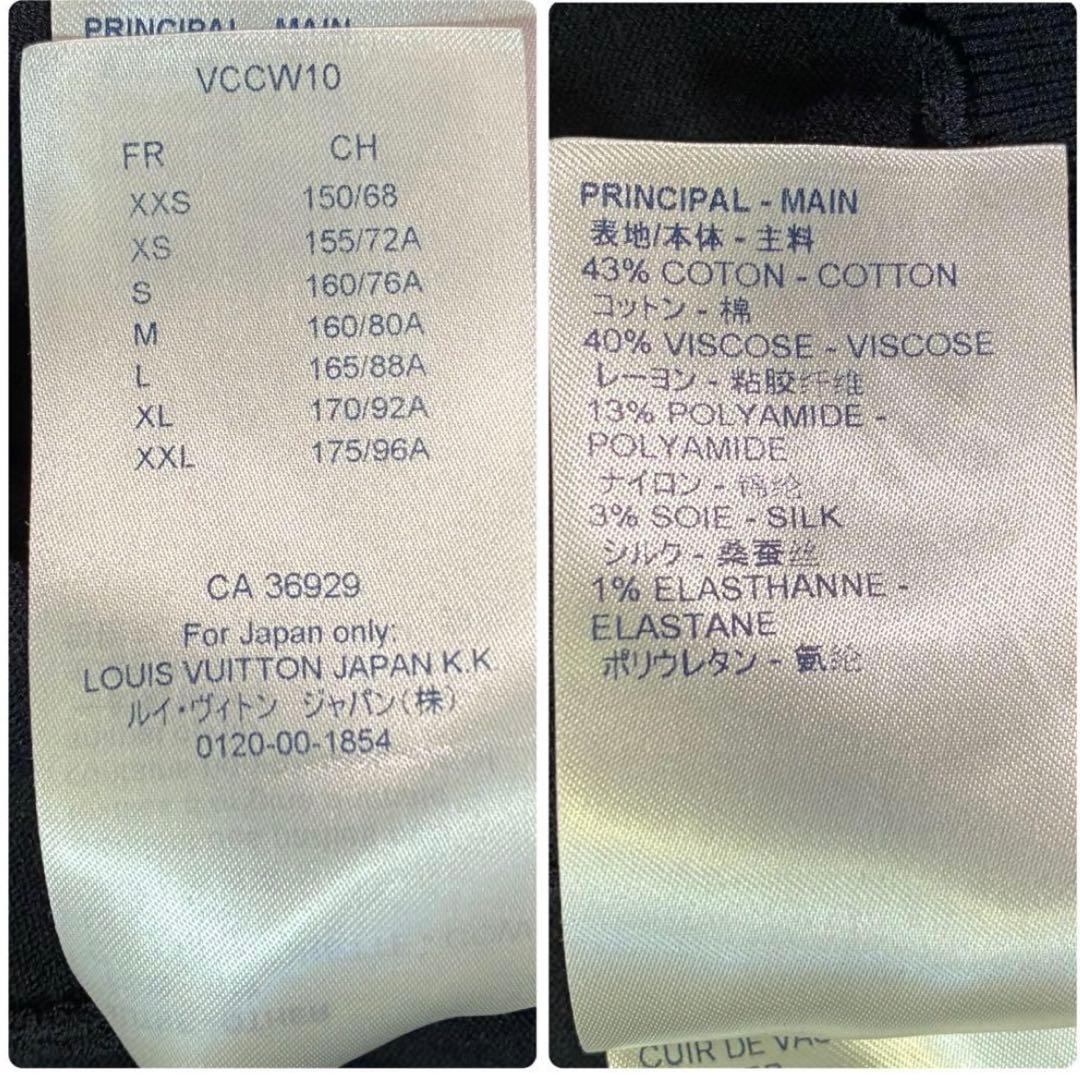 PRINCIPAL - MAIN
VCCW10
FR CH
XXS 150/68
XS 155/72A
S 160/76A
M 160/80A
L 165/88A
XL 170/92A
XXL 175/96A
CA 36929
For Japan only:
LOUIS VUITTON JAPAN K.K.
ルイ・ヴィトン ジャパン(株)
0120-00-1854
PRINCIPAL - MAIN
表地/本体 - 主料
43% COTON - COTTON
コットン - 棉
40% VISCOSE - VISCOSE
レーヨン - 粘胶纤维
13% POLYAMIDE -
POLYAMIDE
ナイロン - 锦纶
3% SOIE - SILK
シルク - 桑蚕丝
1% ELASTHANNE -
ELASTANE
ポリウレタン - 氨纶
CUIR DE